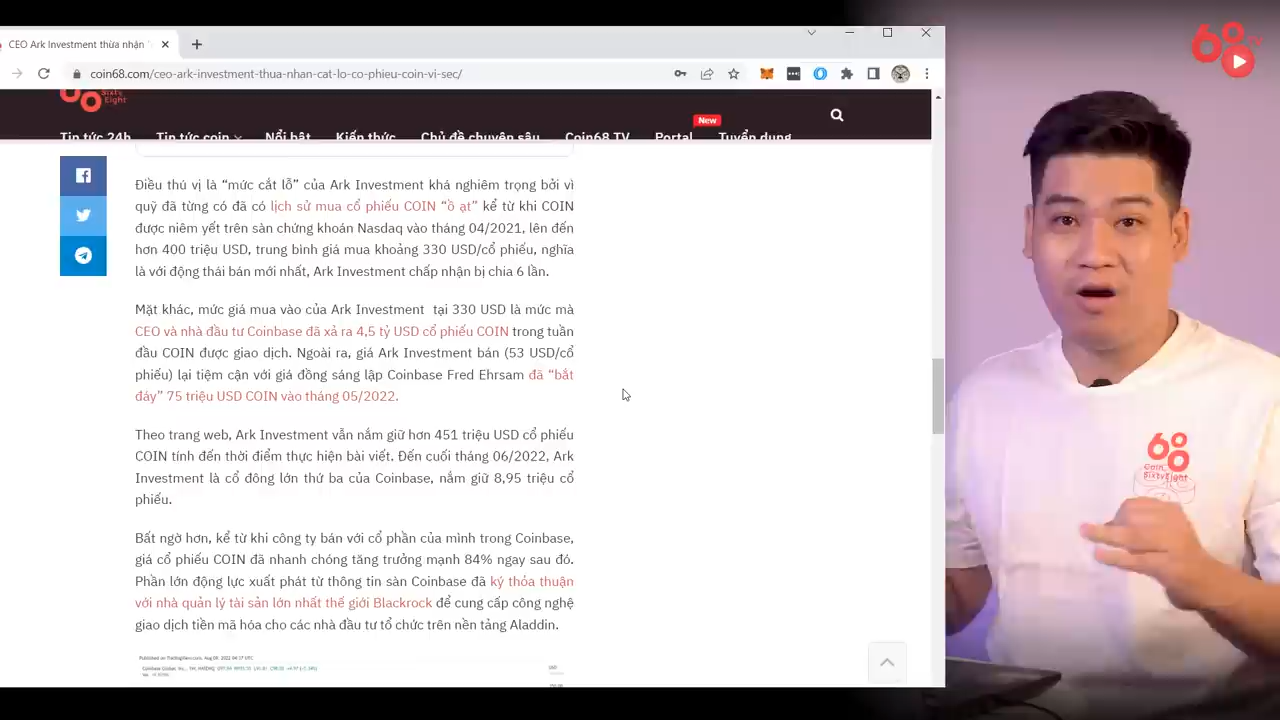 CEO Ark Investment thừa nhận
coin68.com/ceo-ark-investment-thua-nhan-cat-lo-co-phieu-coin-vi-sec/
68
Sixty
Eight
New
Tin tức 24h Tin tức coin Nổi bật Kiến thức Chủ đề chuyên sâu Coin68 TV Portal Tuyển dụng
Điều thú vị là “mức cắt lỗ” của Ark Investment khá nghiêm trọng bởi vì
quỹ đã từng có đã có lịch sử mua cổ phiếu COIN “ồ ạt” kể từ khi COIN
được niêm yết trên sàn chứng khoán Nasdaq vào tháng 04/2021, lên đến
hơn 400 triệu USD, trung bình giá mua khoảng 330 USD/cổ phiếu, nghĩa
là với động thái bán mới nhất, Ark Investment chấp nhận bị chia 6 lần.
Mặt khác, mức giá mua vào của Ark Investment tại 330 USD là mức mà
CEO và nhà đầu tư Coinbase đã xả ra 4,5 tỷ USD cổ phiếu COIN trong tuần
đầu COIN được giao dịch. Ngoài ra, giá Ark Investment bán (53 USD/cổ
phiếu) lại tiệm cận với giá đồng sáng lập Coinbase Fred Ehrsam đã “bắt
đáy” 75 triệu USD COIN vào tháng 05/2022.
Theo trang web, Ark Investment vẫn nắm giữ hơn 451 triệu USD cổ phiếu
COIN tính đến thời điểm thực hiện bài viết. Đến cuối tháng 06/2022, Ark
Investment là cổ đông lớn thứ ba của Coinbase, nắm giữ 8,95 triệu cổ
phiếu.
Bất ngờ hơn, kể từ khi công ty bán với cổ phần của mình trong Coinbase,
giá cổ phiếu COIN đã nhanh chóng tăng trưởng mạnh 84% ngay sau đó.
Phần lớn động lực xuất phát từ thông tin sàn Coinbase đã ký thỏa thuận
với nhà quản lý tài sản lớn nhất thế giới Blackrock để cung cấp công nghệ
giao dịch tiền mã hóa cho các nhà đầu tư tổ chức trên nền tảng Aladdin.
68
TV
68
Coin
SixtyEight